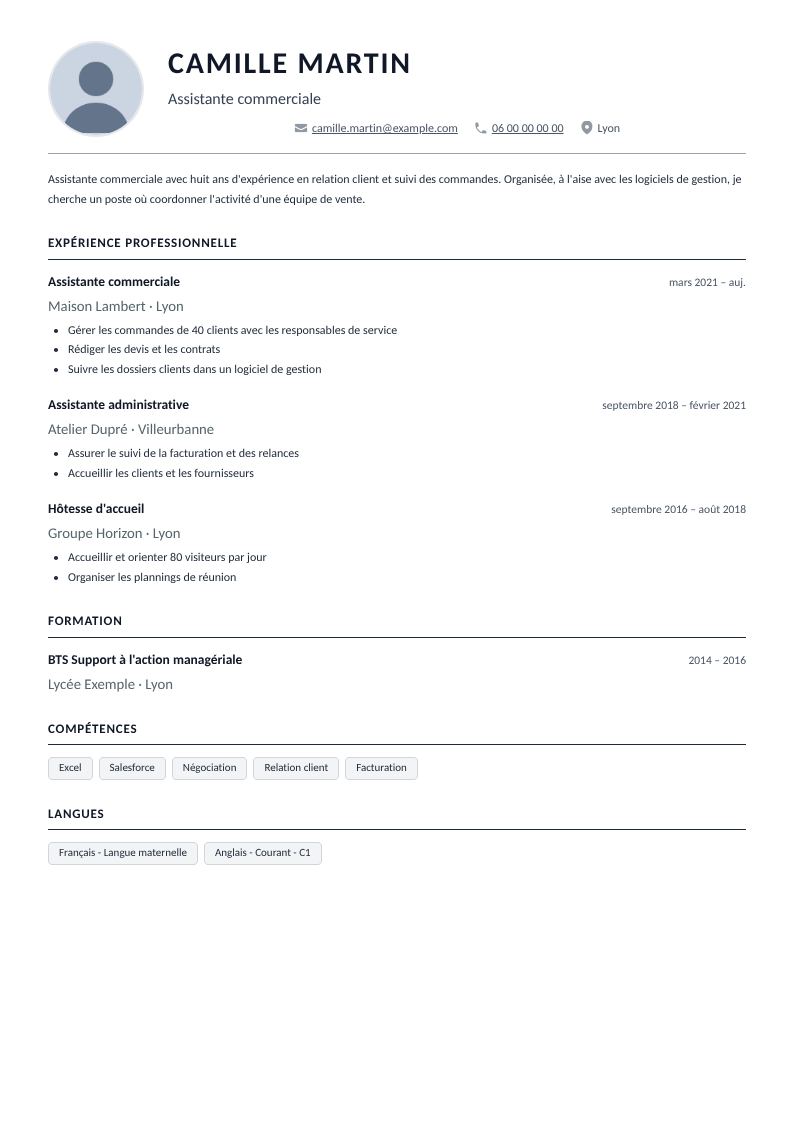 CAMILLE MARTIN
Assistante commerciale
camille.martin@example.com 06 00 00 00 00 Lyon
Assistante commerciale avec huit ans d'expérience en relation client et suivi des commandes. Organisée, à l'aise avec les logiciels de gestion, je
cherche un poste où coordonner l'activité d'une équipe de vente.
EXPÉRIENCE PROFESSIONNELLE
Assistante commerciale mars 2021 – auj.
Maison Lambert · Lyon
• Gérer les commandes de 40 clients avec les responsables de service
• Rédiger les devis et les contrats
• Suivre les dossiers clients dans un logiciel de gestion
Assistante administrative septembre 2018 – février 2021
Atelier Dupré · Villeurbanne
• Assurer le suivi de la facturation et des relances
• Accueillir les clients et les fournisseurs
Hôtesse d'accueil septembre 2016 – août 2018
Groupe Horizon · Lyon
• Accueillir et orienter 80 visiteurs par jour
• Organiser les plannings de réunion
FORMATION
BTS Support à l'action managériale 2014 – 2016
Lycée Exemple · Lyon
COMPÉTENCES
Excel Salesforce Négociation Relation client Facturation
LANGUES
Français - Langue maternelle Anglais - Courant - C1